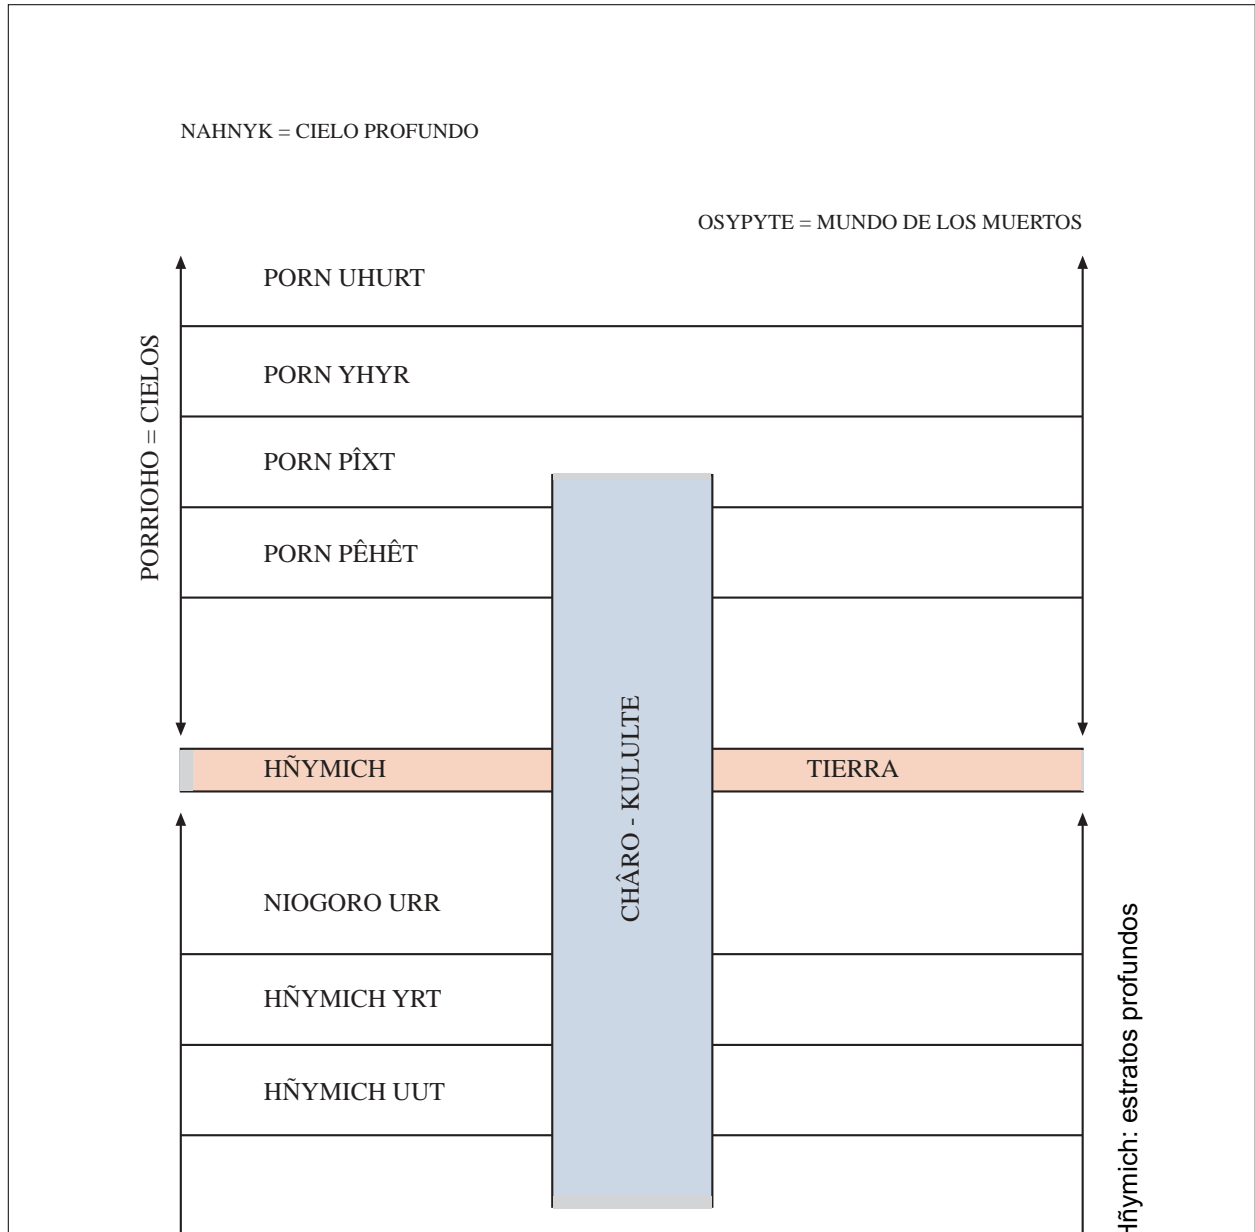 NAHNYK = CIELO PROFUNDO
OSYPYTE = MUNDO DE LOS MUERTOS
PORRIOHO = CIELOS
PORN UHURT
PORN YHYR
PORN PÎXT
PORN PÊHÊT
CHÂRO - KULULTE
HÑYMICH
TIERRA
NIOGORO URR
HÑYMICH YRT
HÑYMICH UUT
Hñymich: estratos profundos